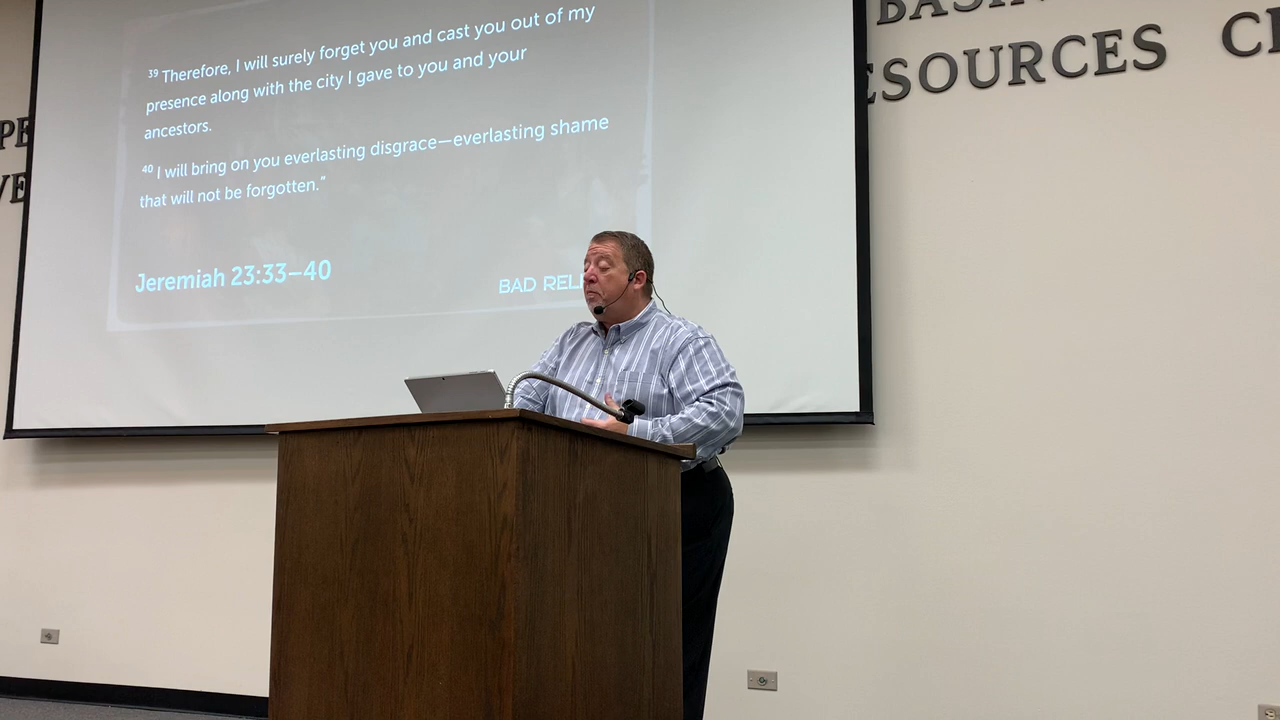 39 Therefore, I will surely forget you and cast you out of my
presence along with the city I gave to you and your
ancestors.
40 I will bring on you everlasting disgrace—everlasting shame
that will not be forgotten.”
Jeremiah 23:33–40
BAD